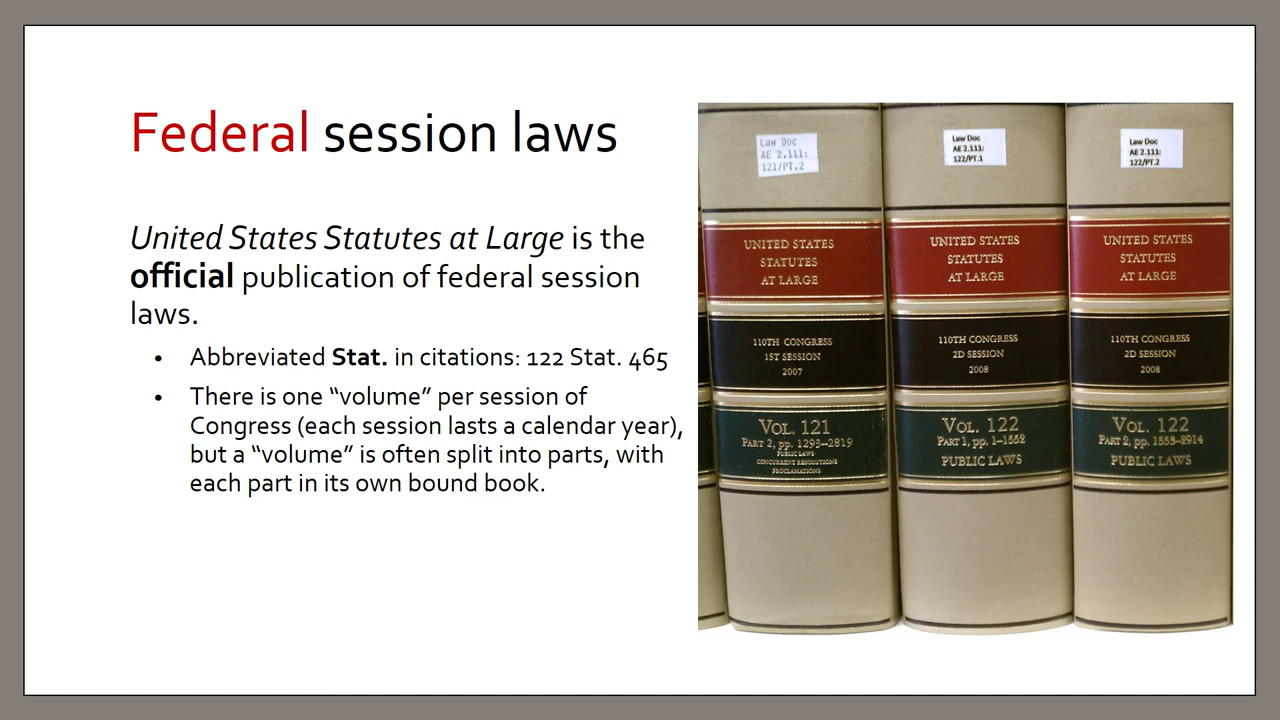 Federal session laws
United States Statutes at Large is the
official publication of federal session
laws.
• Abbreviated Stat. in citations: 122 Stat. 465
• There is one “volume” per session of
Congress (each session lasts a calendar year),
but a “volume” is often split into parts, with
each part in its own bound book.
Law Doc
AE 2.111:
121/PT.2
UNITED STATES
STATUTES
AT LARGE
110TH CONGRESS
1ST SESSION
2007
VOL. 121
PART 2, pp. 1293–2819
PUBLIC LAWS
CONCURRENT RESOLUTIONS
PROCLAMATIONS
Law Doc
AE 2.111:
122/PT.1
UNITED STATES
STATUTES
AT LARGE
110TH CONGRESS
2D SESSION
2008
VOL. 122
PART 1, pp. 1–1552
PUBLIC LAWS
Law Doc
AE 2.111:
122/PT.2
UNITED STATES
STATUTES
AT LARGE
110TH CONGRESS
2D SESSION
2008
VOL. 122
PART 2, pp. 1553–2914
PUBLIC LAWS